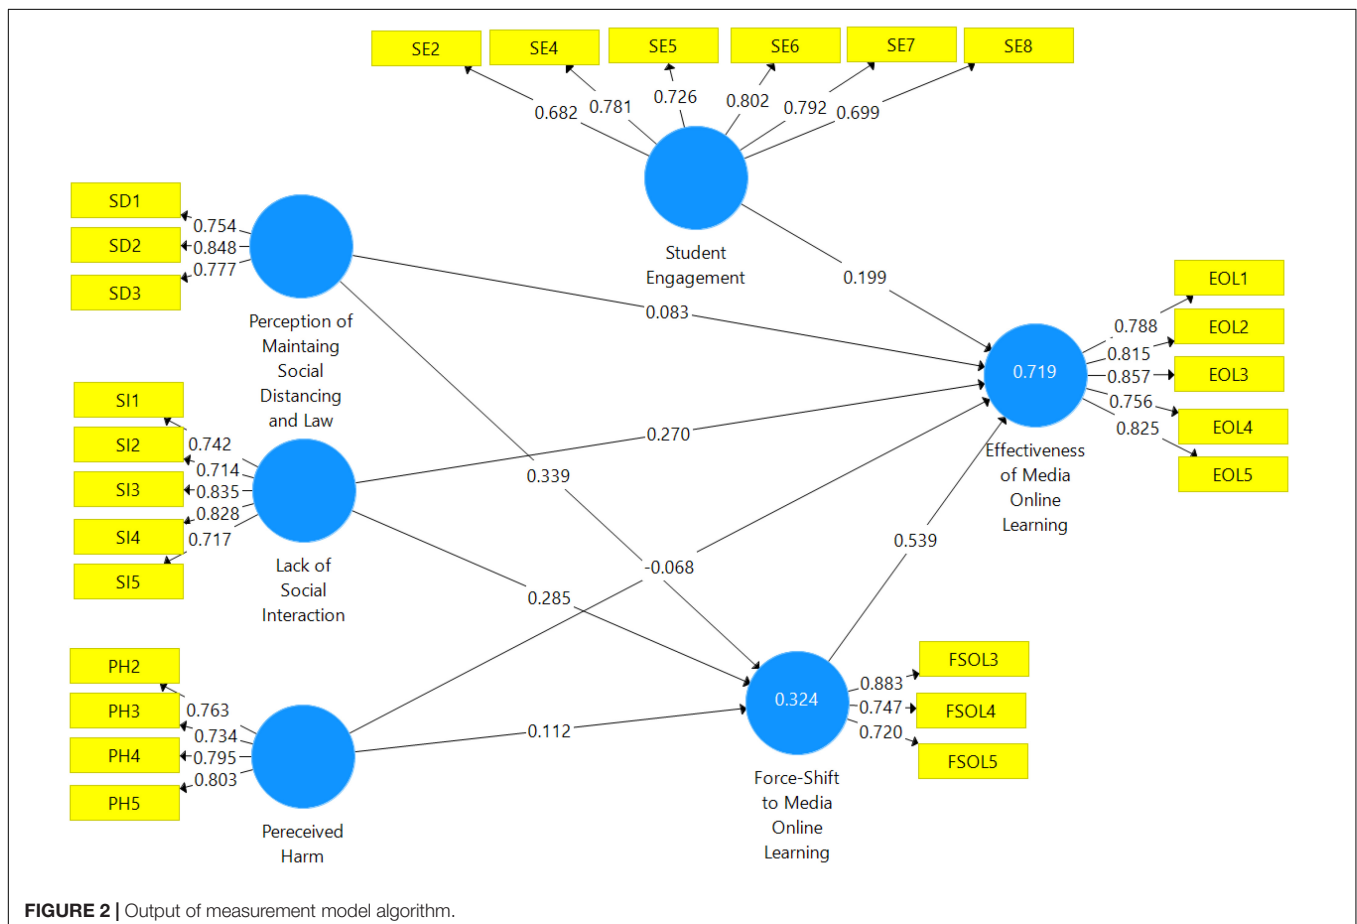 SE2
SE4
SE5
SE6
SE7
SE8
0.682
0.781
0.726
0.802
0.792
0.699
Student
Engagement
SD1
SD2
SD3
0.754
0.848
0.777
Perception of
Maintaing
Social
Distancing
and Law
0.083
0.199
0.339
SI1
SI2
SI3
SI4
SI5
0.742
0.714
0.835
0.828
0.717
Lack of
Social
Interaction
0.270
0.285
PH2
PH3
PH4
PH5
0.763
0.734
0.795
0.803
Pereceived
Harm
-0.068
0.112
0.719
Effectiveness
of Media
Online
Learning
0.788
0.815
0.857
0.756
0.825
EOL1
EOL2
EOL3
EOL4
EOL5
0.539
0.324
Force-Shift
to Media
Online
Learning
0.883
0.747
0.720
FSOL3
FSOL4
FSOL5
FIGURE 2 | Output of measurement model algorithm.